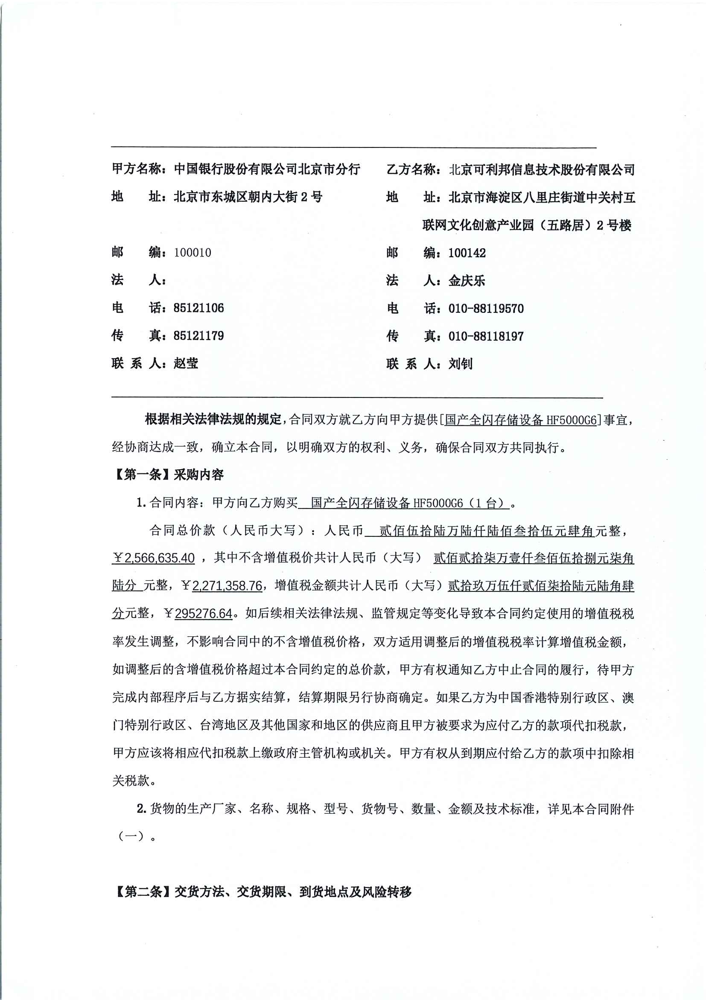 甲方名称：中国银行股份有限公司北京市分行 乙方名称：北京可利邦信息技术股份有限公司
地 址：北京市东城区朝内大街 2 号 地 址：北京市海淀区八里庄街道中关村互
联网文化创意产业园（五路居）2 号楼
邮 编：100010 邮 编：100142
法 人： 法 人：金庆乐
电 话：85121106 电 话：010-88119570
传 真：85121179 传 真：010-88118197
联 系 人：赵莹 联 系 人：刘钊
根据相关法律法规的规定，合同双方就乙方向甲方提供[国产全闪存储设备 HF5000G6]事宜，
经协商达成一致，确立本合同，以明确双方的权利、义务，确保合同双方共同执行。
【第一条】采购内容
1. 合同内容：甲方向乙方购买 国产全闪存储设备 HF5000G6（1 台）。
合同总价款（人民币大写）：人民币 贰佰伍拾陆万陆仟陆佰叁拾伍元肆角元整，
￥2,566,635.40 ，其中不含增值税价共计人民币（大写） 贰佰贰拾柒万壹仟叁佰伍拾捌元柒角
陆分 元整，￥2,271,358.76，增值税金额共计人民币（大写）贰拾玖万伍仟贰佰柒拾陆元陆角肆
分元整，￥295276.64。如后续相关法律法规、监管规定等变化导致本合同约定使用的增值税税
率发生调整，不影响合同中的不含增值税价格，双方适用调整后的增值税税率计算增值税金额，
如调整后的含增值税价格超过本合同约定的总价款，甲方有权通知乙方中止合同的履行，待甲方
完成内部程序后与乙方据实结算，结算期限另行协商确定。如果乙方为中国香港特别行政区、澳
门特别行政区、台湾地区及其他国家和地区的供应商且甲方被要求为应付乙方的款项代扣税款，
甲方应该将相应代扣税款上缴政府主管机构或机关。甲方有权从到期应付给乙方的款项中扣除相
关税款。
2. 货物的生产厂家、名称、规格、型号、货物号、数量、金额及技术标准，详见本合同附件
（一）。
【第二条】交货方法、交货期限、到货地点及风险转移